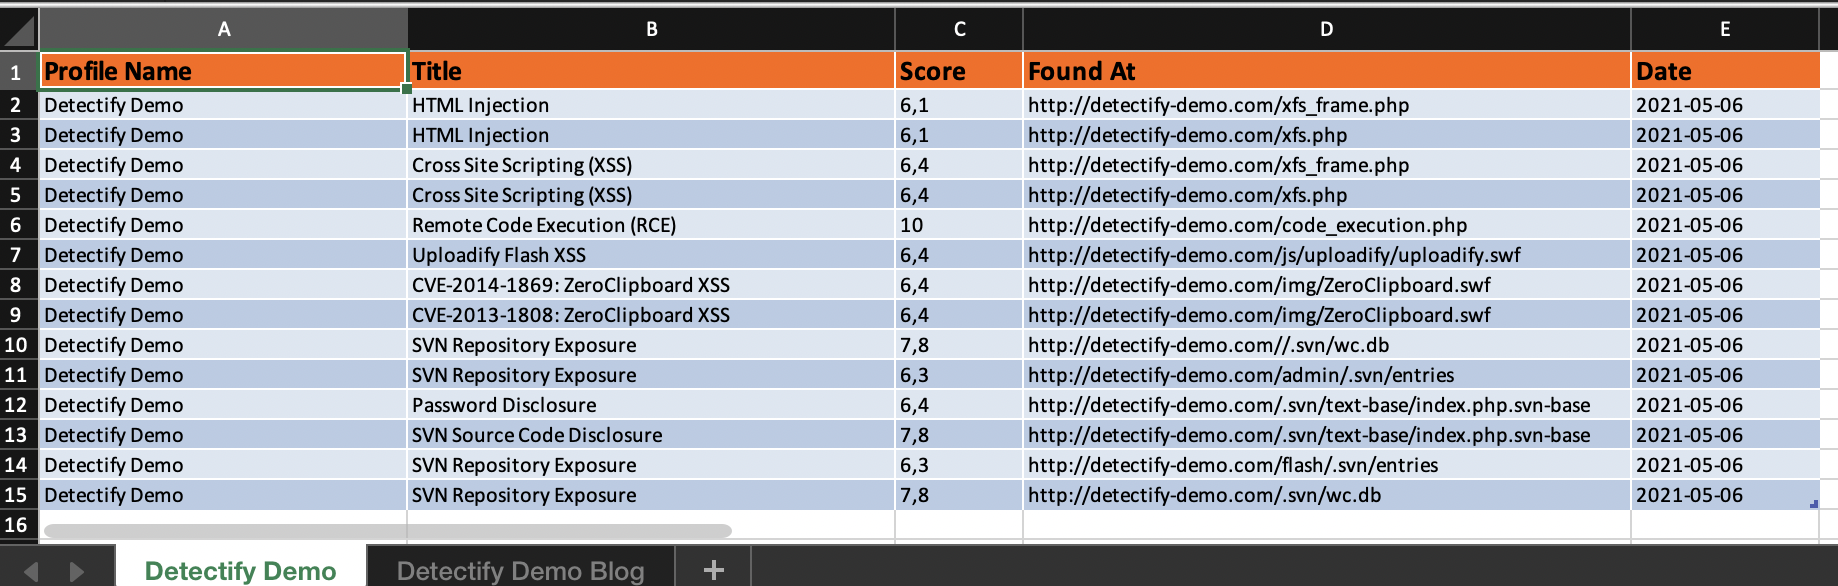 A B C D E
1 Profile Name Title Score Found At Date
2 Detectify Demo HTML Injection 6,1 http://detectify-demo.com/xfs_frame.php 2021-05-06
3 Detectify Demo HTML Injection 6,1 http://detectify-demo.com/xfs.php 2021-05-06
4 Detectify Demo Cross Site Scripting (XSS) 6,4 http://detectify-demo.com/xfs_frame.php 2021-05-06
5 Detectify Demo Cross Site Scripting (XSS) 6,4 http://detectify-demo.com/xfs.php 2021-05-06
6 Detectify Demo Remote Code Execution (RCE) 10 http://detectify-demo.com/code_execution.php 2021-05-06
7 Detectify Demo Uploadify Flash XSS 6,4 http://detectify-demo.com/js/uploadify/uploadify.swf 2021-05-06
8 Detectify Demo CVE-2014-1869: ZeroClipboard XSS 6,4 http://detectify-demo.com/img/ZeroClipboard.swf 2021-05-06
9 Detectify Demo CVE-2013-1808: ZeroClipboard XSS 6,4 http://detectify-demo.com/img/ZeroClipboard.swf 2021-05-06
10 Detectify Demo SVN Repository Exposure 7,8 http://detectify-demo.com//.svn/wc.db 2021-05-06
11 Detectify Demo SVN Repository Exposure 6,3 http://detectify-demo.com/admin/.svn/entries 2021-05-06
12 Detectify Demo Password Disclosure 6,4 http://detectify-demo.com/.svn/text-base/index.php.svn-base 2021-05-06
13 Detectify Demo SVN Source Code Disclosure 7,8 http://detectify-demo.com/.svn/text-base/index.php.svn-base 2021-05-06
14 Detectify Demo SVN Repository Exposure 6,3 http://detectify-demo.com/flash/.svn/entries 2021-05-06
15 Detectify Demo SVN Repository Exposure 7,8 http://detectify-demo.com/.svn/wc.db 2021-05-06
16
Detectify Demo Detectify Demo Blog +